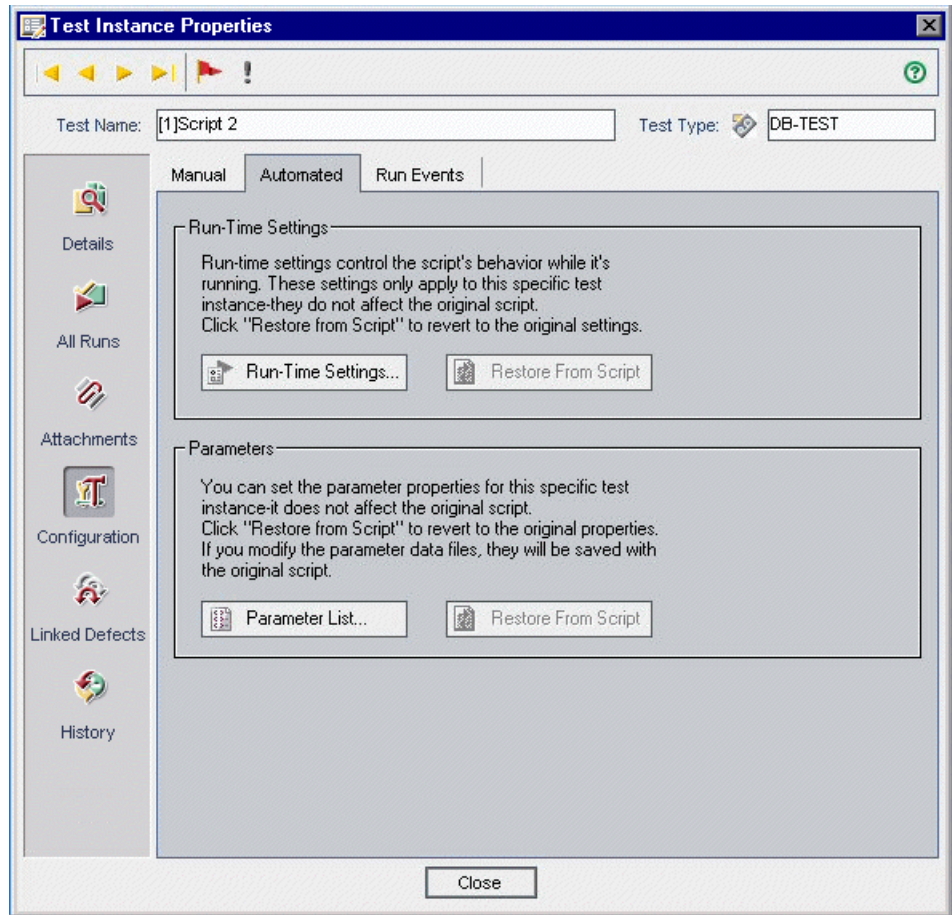 Test Instance Properties
Test Name: [1]Script 2 Test Type: DB-TEST
Manual Automated Run Events
Details
All Runs
Attachments
Configuration
Linked Defects
History
Run-Time Settings
Run-time settings control the script's behavior while it's
running. These settings only apply to this specific test
instance-they do not affect the original script.
Click "Restore from Script" to revert to the original settings.
Run-Time Settings... Restore From Script
Parameters
You can set the parameter properties for this specific test
instance-it does not affect the original script.
Click "Restore from Script" to revert to the original properties.
If you modify the parameter data files, they will be saved with
the original script.
Parameter List... Restore From Script
Close